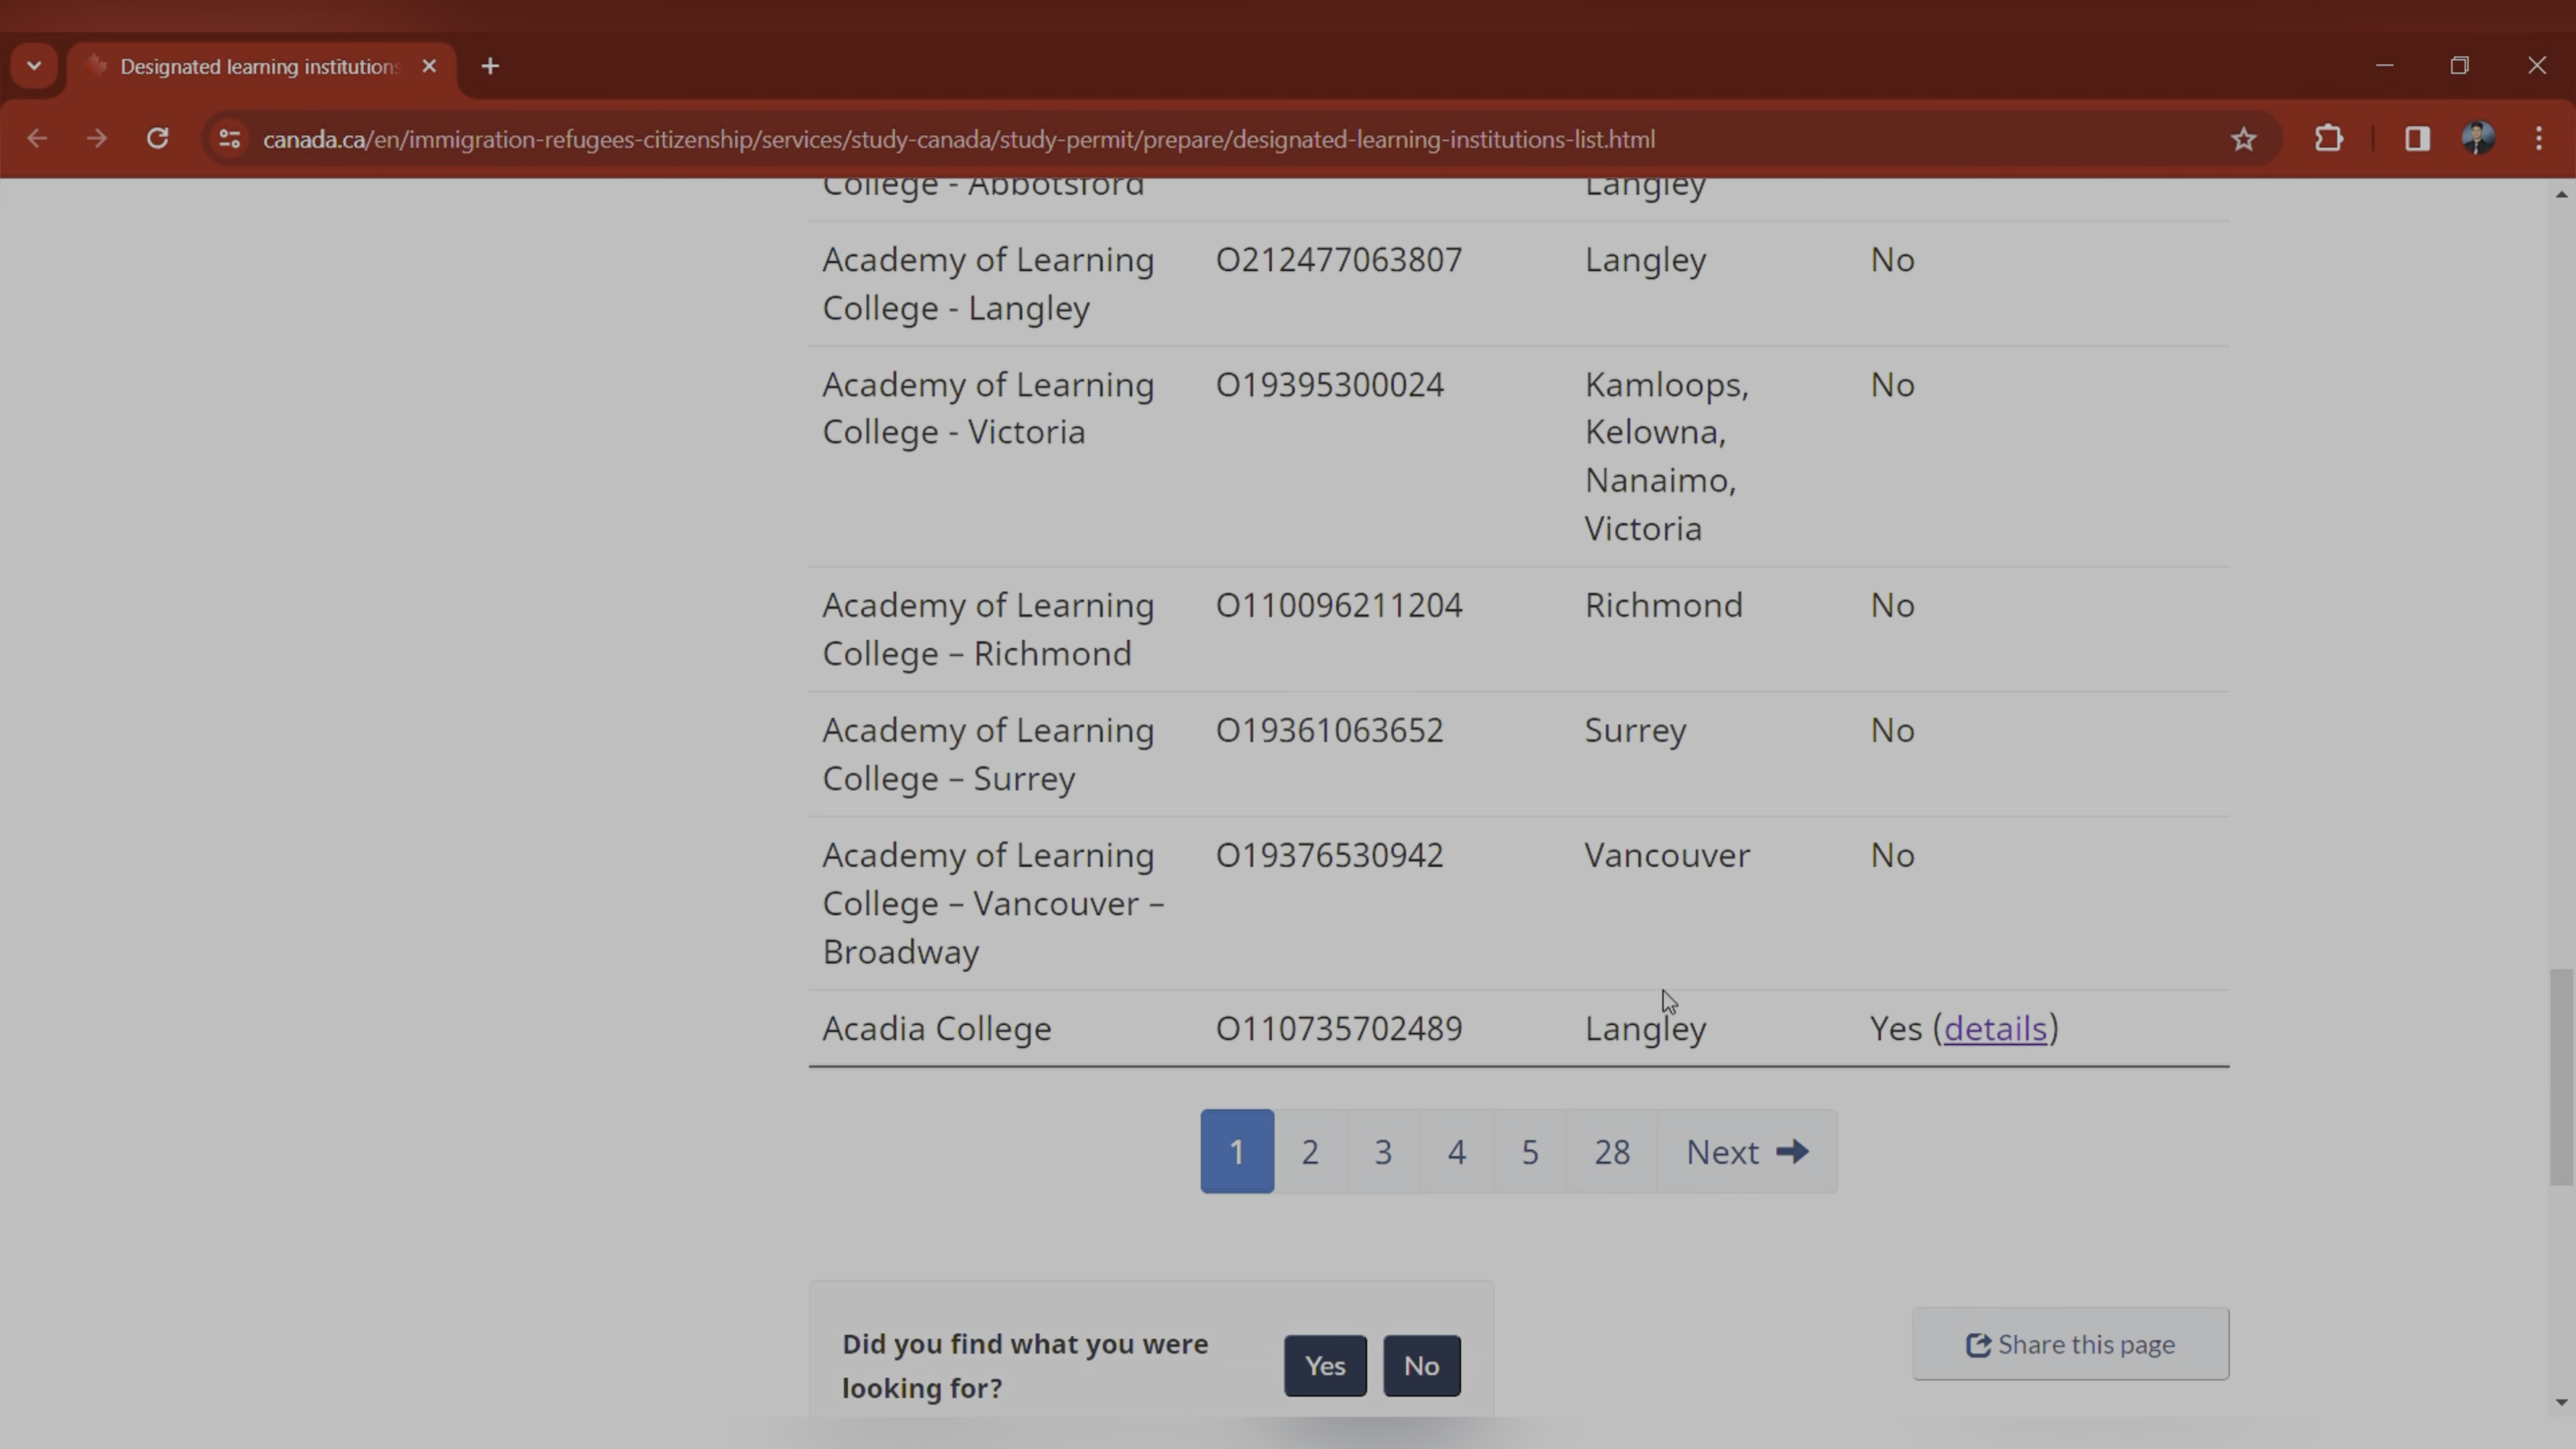 Designated learning institutions
canada.ca/en/immigration-refugees-citizenship/services/study-canada/study-permit/prepare/designated-learning-institutions-list.html
College - Abbotsford Langley
Academy of Learning O212477063807 Langley No
College - Langley
Academy of Learning O19395300024 Kamloops, No
College - Victoria Kelowna,
Nanaimo,
Victoria
Academy of Learning O110096211204 Richmond No
College – Richmond
Academy of Learning O19361063652 Surrey No
College – Surrey
Academy of Learning O19376530942 Vancouver No
College – Vancouver –
Broadway
Acadia College O110735702489 Langley Yes (details)
1 2 3 4 5 28 Next
Did you find what you were
looking for?
Yes No
Share this page